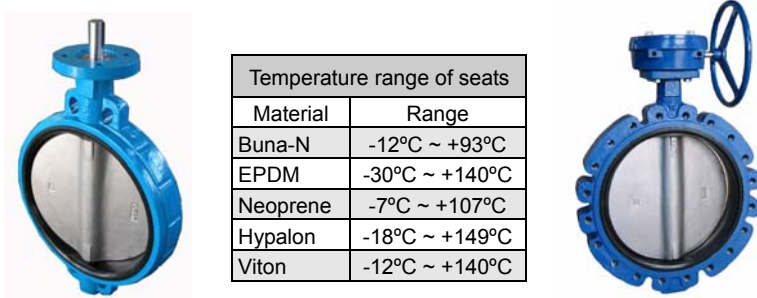 Temperature range of seats
Material Range
Buna-N -12ºC ~ +93ºC
EPDM -30ºC ~ +140ºC
Neoprene -7ºC ~ +107ºC
Hypalon -18ºC ~ +149ºC
Viton -12ºC ~ +140ºC